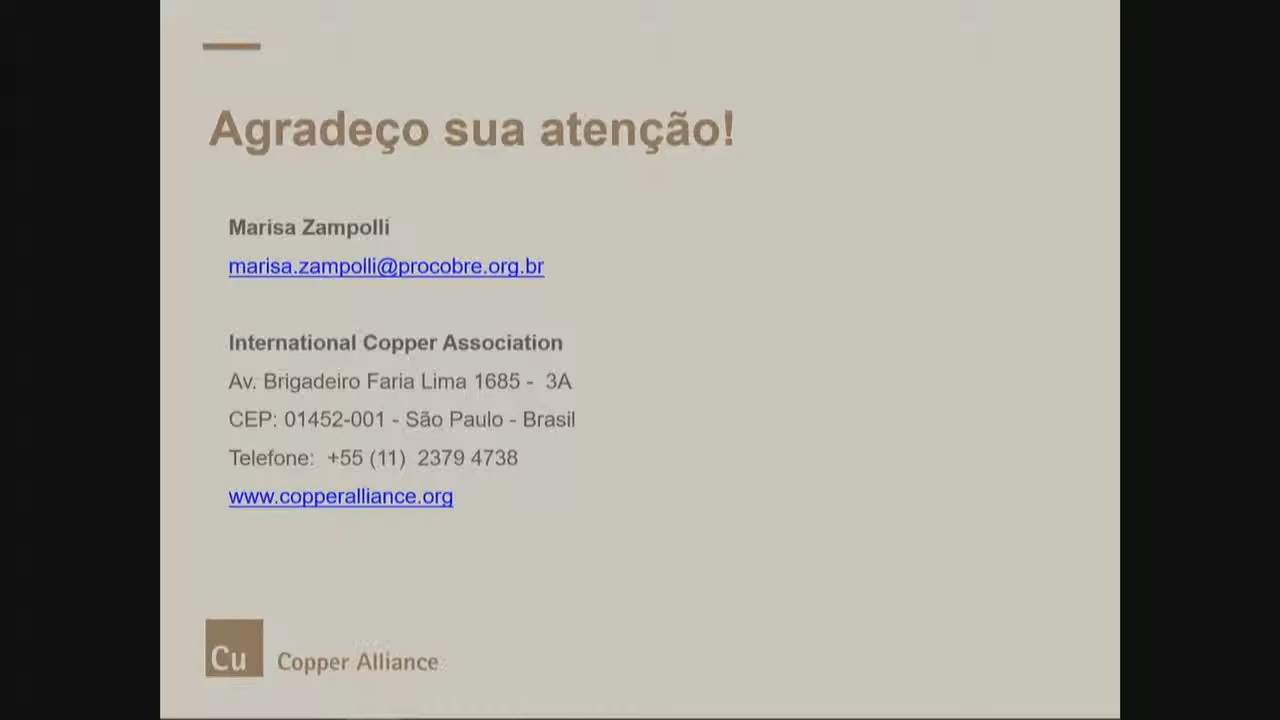 Agradeço sua atenção!
Marisa Zampolli
marisa.zampolli@procobre.org.br
International Copper Association
Av. Brigadeiro Faria Lima 1685 - 3A
CEP: 01452-001 - São Paulo - Brasil
Telefone: +55 (11) 2379 4738
www.copperalliance.org
Cu Copper Alliance